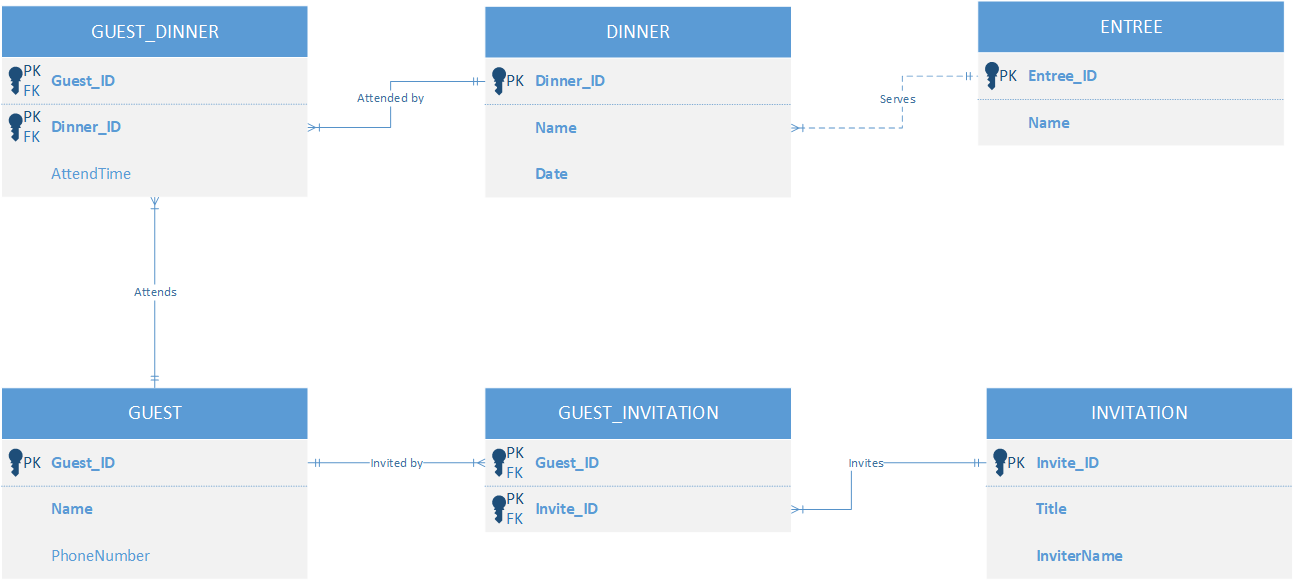 GUEST_DINNER
PK
FK
Guest_ID
PK
FK
Dinner_ID
AttendTime
Attended by
DINNER
PK
Dinner_ID
Name
Date
Serves
ENTREE
PK
Entree_ID
Name
Attends
GUEST
PK
Guest_ID
Name
PhoneNumber
Invited by
GUEST_INVITATION
PK
FK
Guest_ID
PK
FK
Invite_ID
Invites
INVITATION
PK
Invite_ID
Title
InviterName